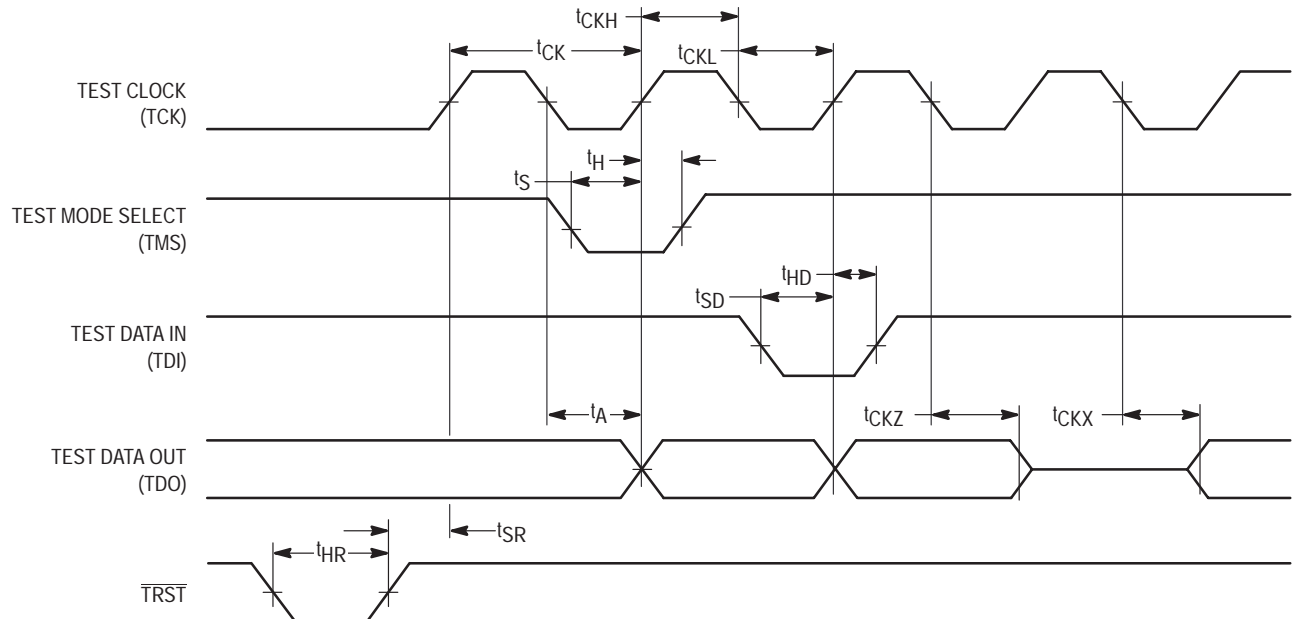 tCKH
tCK
tCKL
TEST CLOCK
(TCK)
tH
tS
TEST MODE SELECT
(TMS)
tHD
tSD
TEST DATA IN
(TDI)
tA
tCKZ
tCKX
TEST DATA OUT
(TDO)
tSR
tHR
TRST